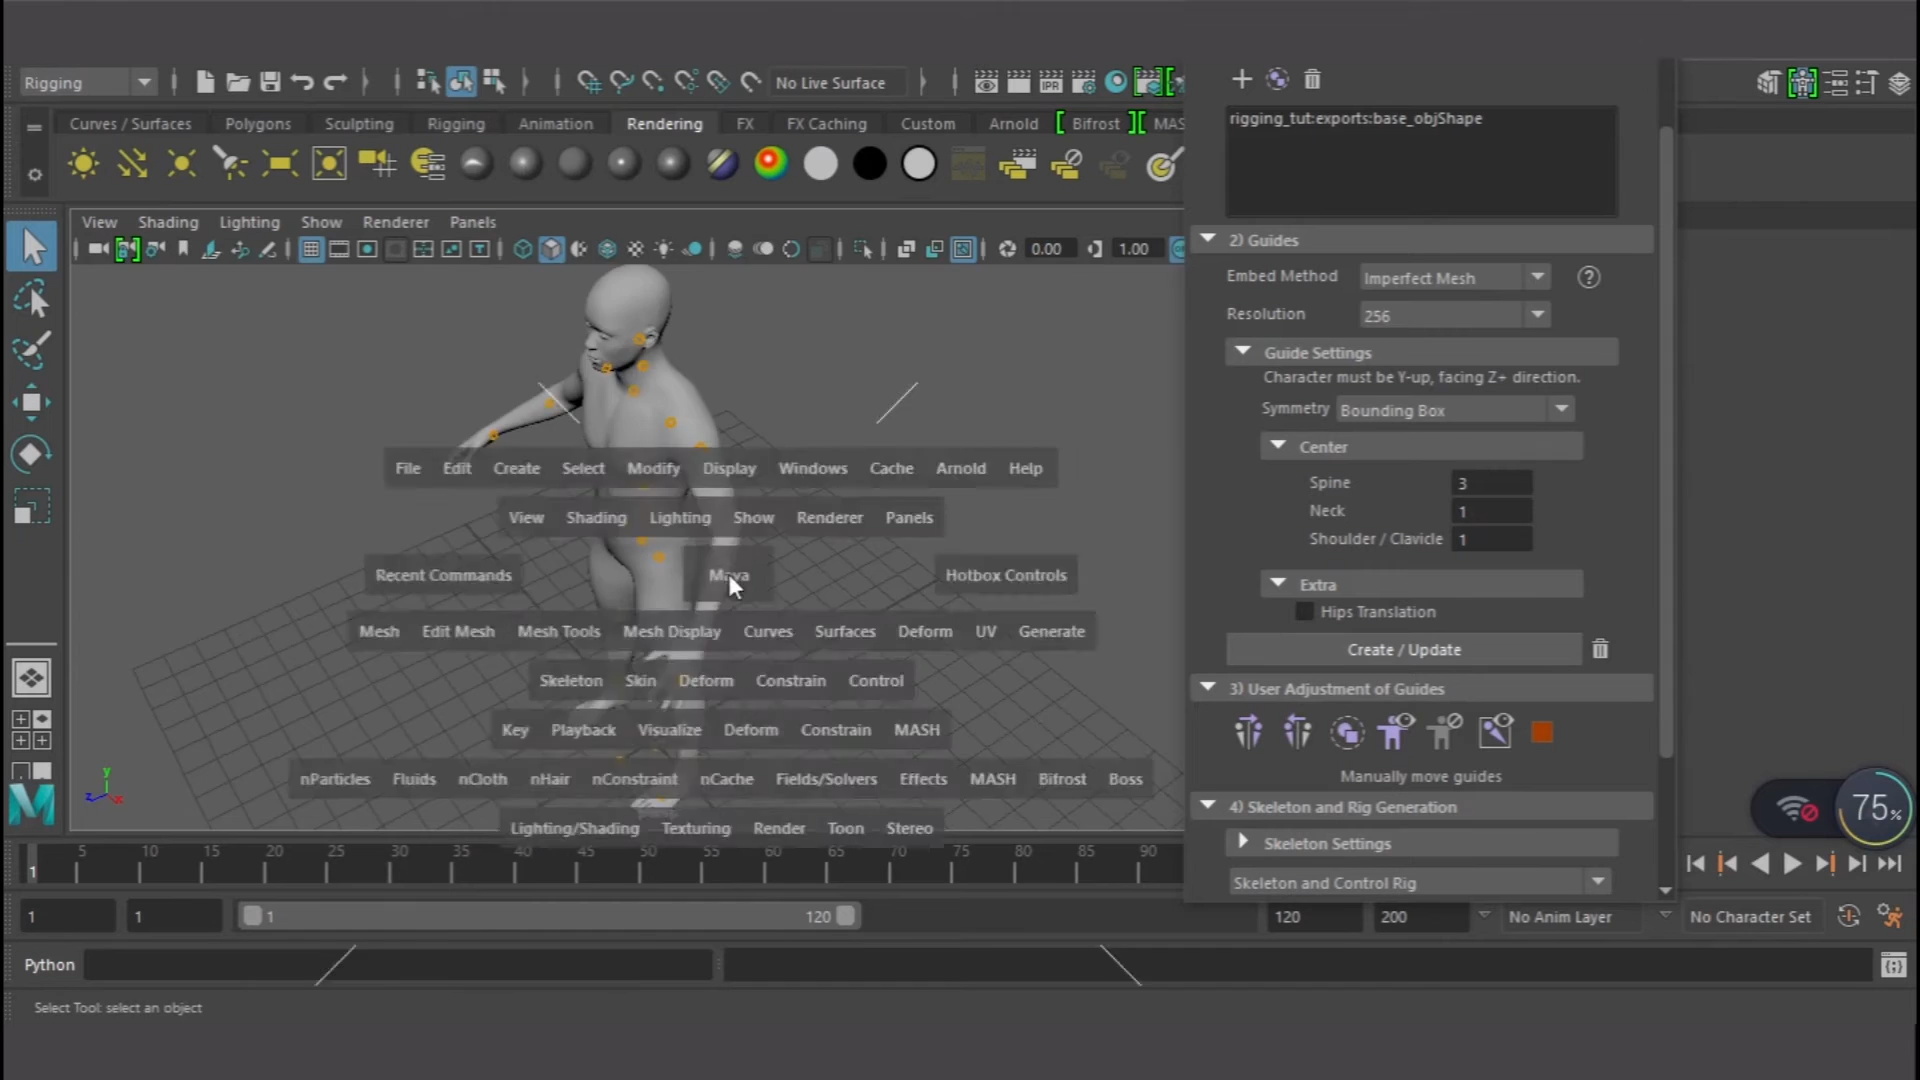 Rigging
No Live Surface
IPR
Curves / Surfaces Polygons Sculpting Rigging Animation Rendering FX FX Caching Custom Arnold Bifrost MAS
View Shading Lighting Show Renderer Panels
0.00 1.00
File Edit Create Select Modify Display Windows Cache Arnold Help
View Shading Lighting Show Renderer Panels
Recent Commands Maya Hotbox Controls
Mesh Edit Mesh Mesh Tools Mesh Display Curves Surfaces Deform UV Generate
Skeleton Skin Deform Constrain Control
Key Playback Visualize Deform Constrain MASH
nParticles Fluids nCloth nHair nConstraint nCache Fields/Solvers Effects MASH Bifrost Boss
Lighting/Shading Texturing Render Toon Stereo
y
z x
rigging_tut:exports:base_objShape
2) Guides
Embed Method Imperfect Mesh ?
Resolution 256
Guide Settings
Character must be Y-up, facing Z+ direction.
Symmetry Bounding Box
Center
Spine 3
Neck 1
Shoulder / Clavicle 1
Extra
Hips Translation
Create / Update
3) User Adjustment of Guides
Manually move guides
4) Skeleton and Rig Generation
Skeleton Settings
Skeleton and Control Rig
75%
5 10 15 20 25 30 35 40 45 50 55 60 65 70 75 80 85 90
1
1 1 1 120 120 200 No Anim Layer No Character Set
Python
Select Tool: select an object